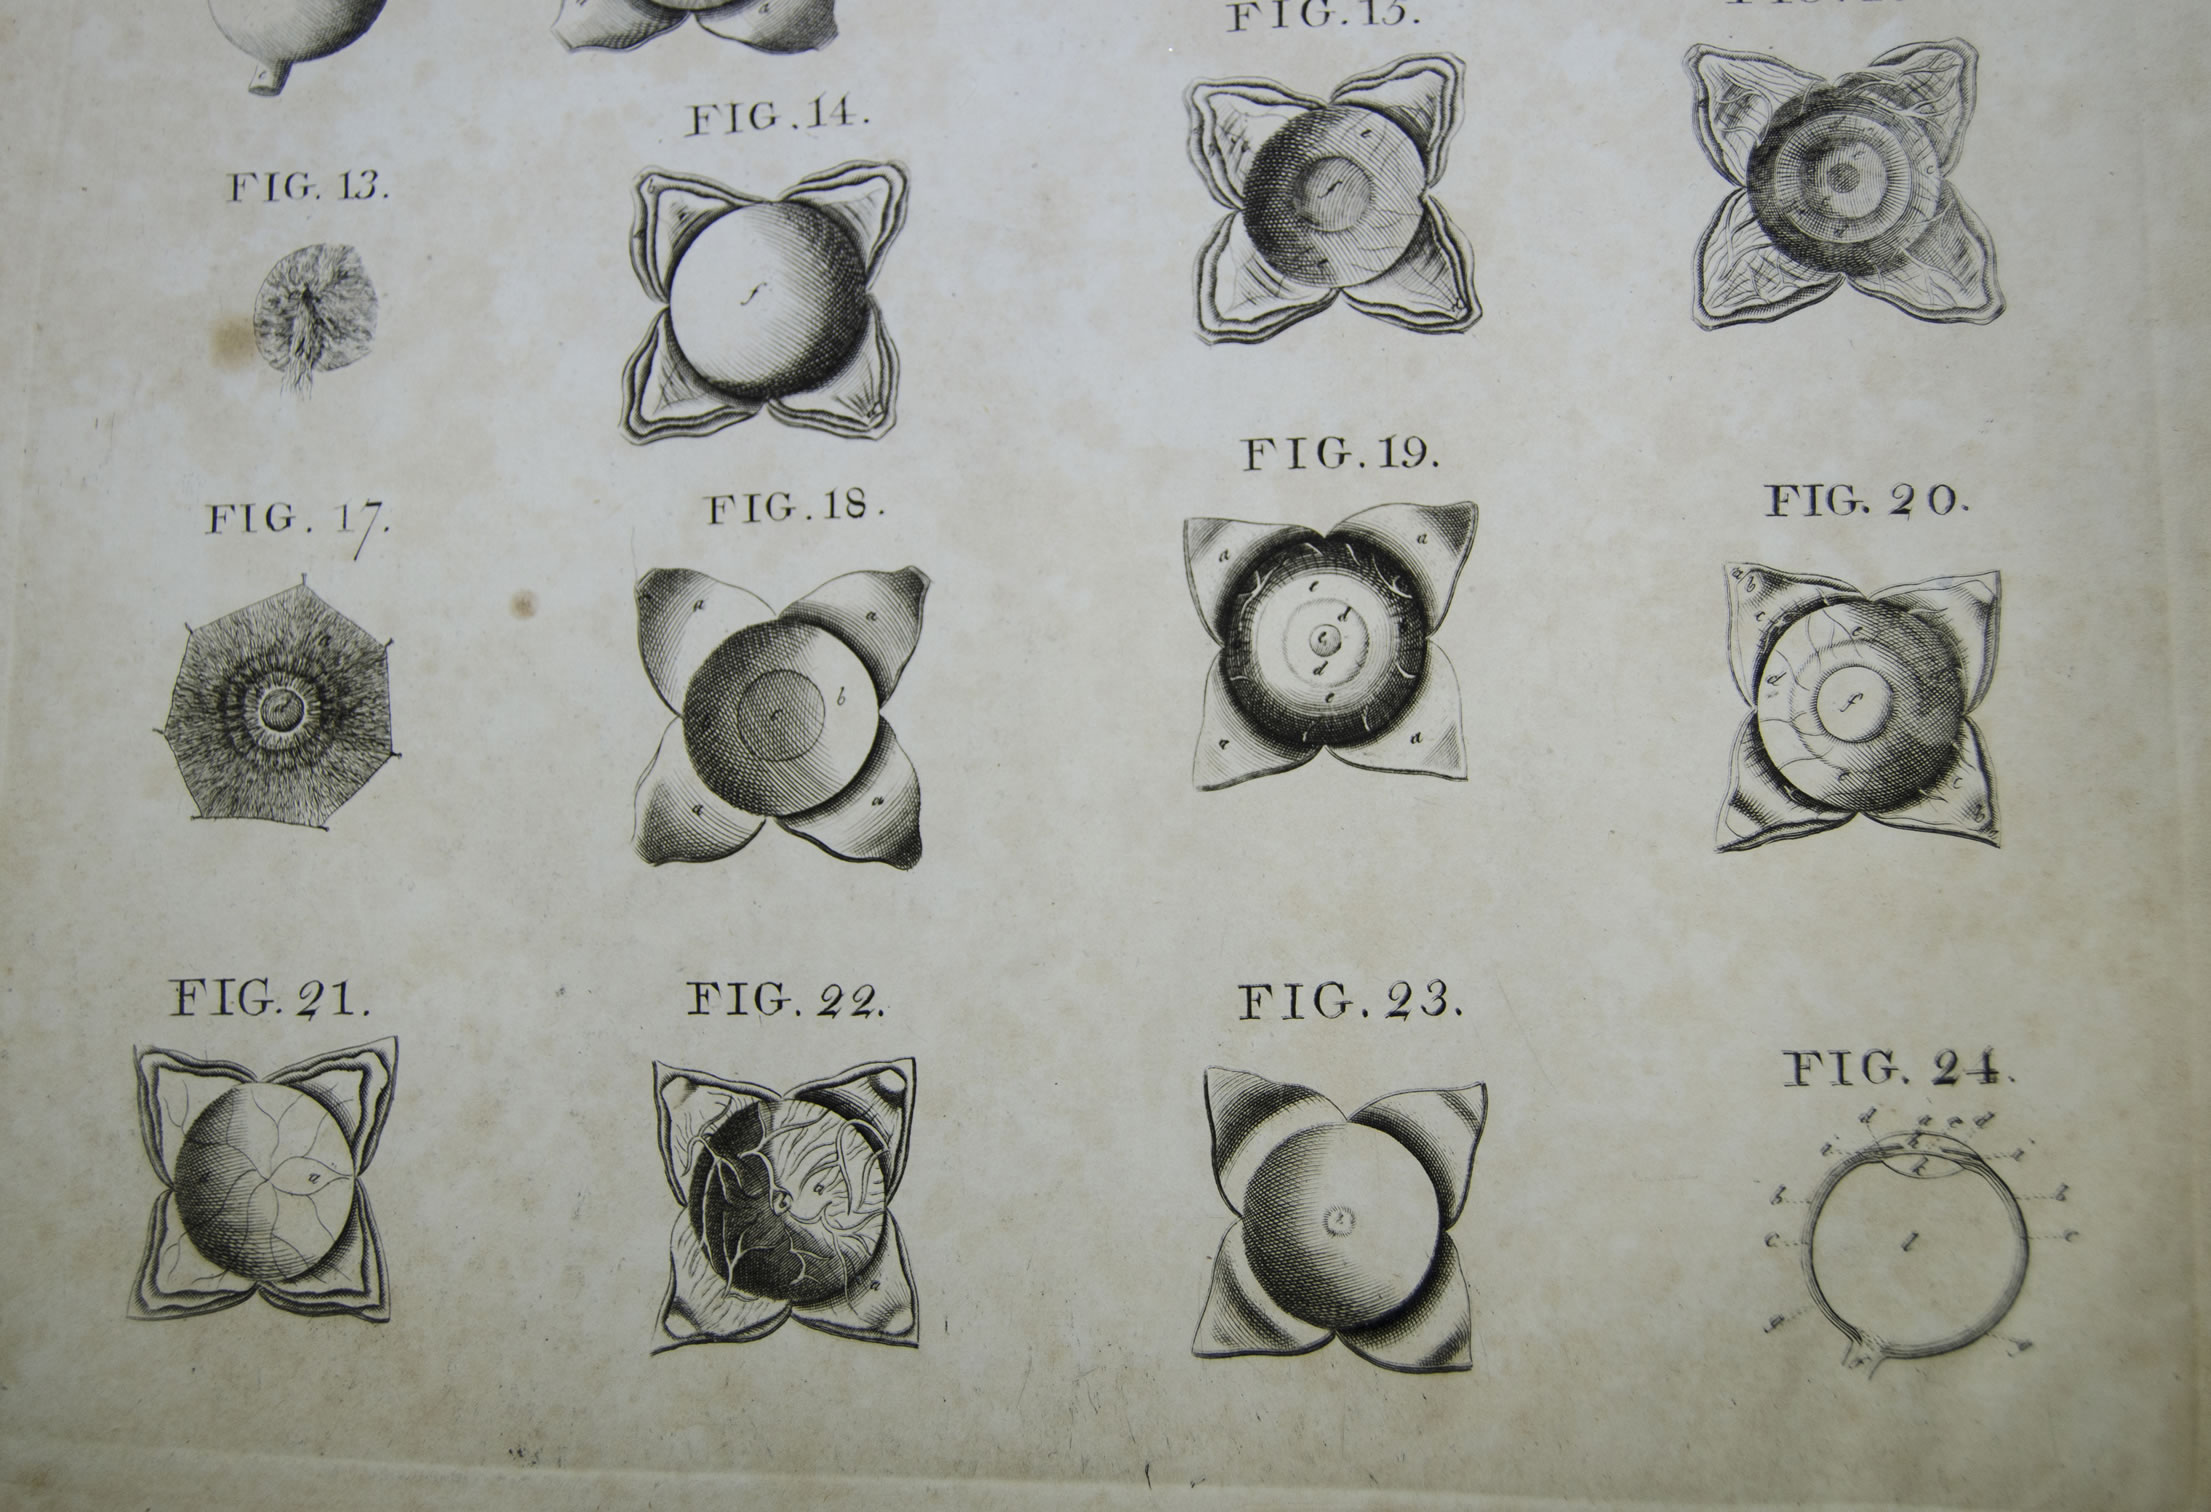 FIG. 15.
FIG. 14.
FIG. 13.
f
e
f
FIG. 19.
FIG. 20.
FIG. 18.
FIG. 17.
a a
e
d
c
d
e
a a
a a
b
a a
a b
c e
d f
c
b
FIG. 21.
FIG. 22.
FIG. 23.
FIG. 24.
a
a
a
d a e d
i h i
k
b b
c l c
g g
f